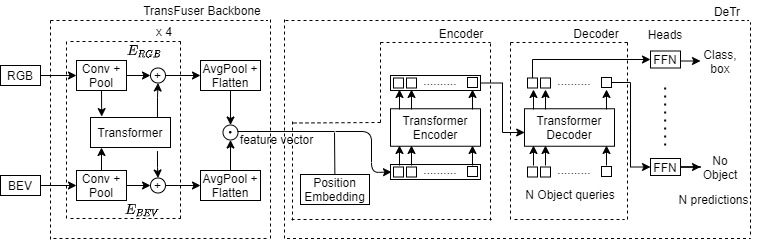 TransFuser Backbone
DeTr
x 4
Encoder
Decoder
Heads
E_RGB
RGB
Conv +
Pool
+
AvgPool +
Flatten
FFN
Class,
box
Transformer
feature vector
Transformer
Encoder
Transformer
Decoder
BEV
Conv +
Pool
+
AvgPool +
Flatten
Position
Embedding
FFN
No
Object
E_BEV
N Object queries
N predictions